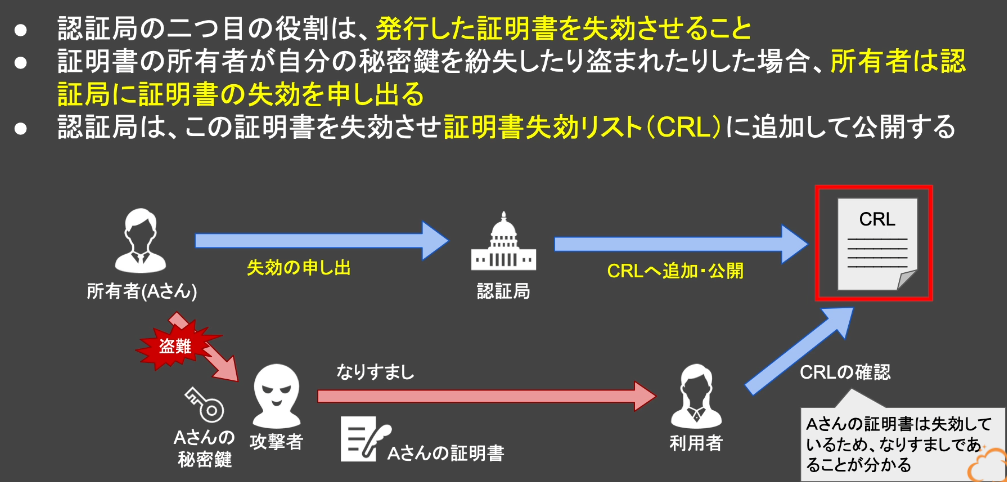 ● 認証局の二つ目の役割は、発行した証明書を失効させること
● 証明書の所有者が自分の秘密鍵を紛失したり盗まれたりした場合、所有者は認
証局に証明書の失効を申し出る
● 認証局は、この証明書を失効させ証明書失効リスト（CRL）に追加して公開する
CRL
失効の申し出
CRLへ追加・公開
所有者(Aさん)
認証局
盗難
なりすまし
CRLの確認
Aさんの
秘密鍵
攻撃者
Aさんの証明書
利用者
Aさんの証明書は失効して
いるため、なりすましであ
ることが分かる